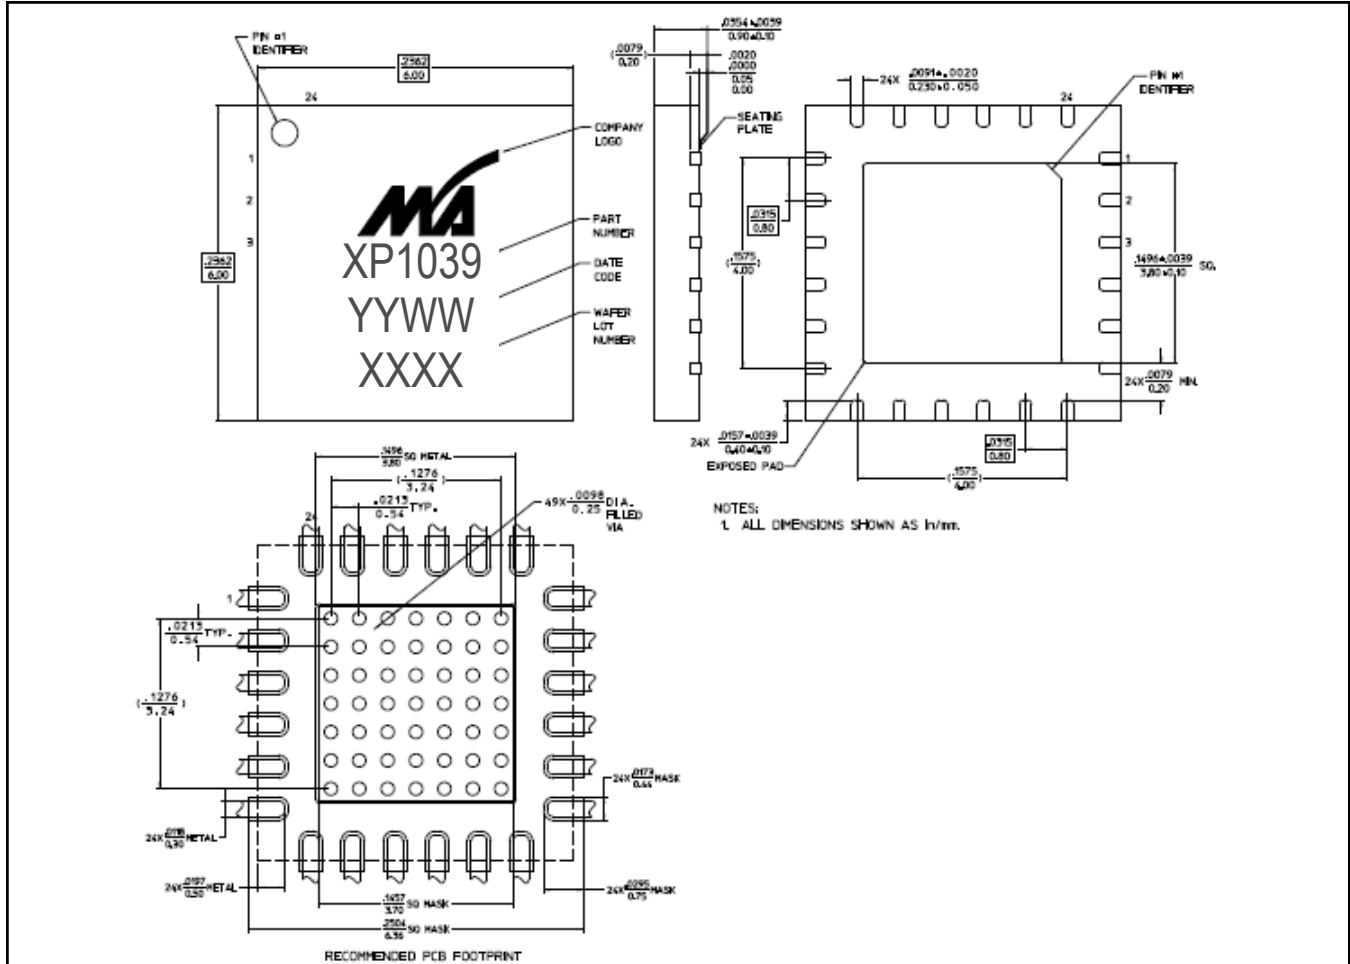 PIN #1
IDENTIFIER
.2362
6.00
24
1
2
3
.2362
6.00
COMPANY
LOGO
MA
XP1039
YYWW
XXXX
PART
NUMBER
DATE
CODE
WAFER
LOT
NUMBER
.0354±.0039
0.90±0.10
(.0079
0.20)
.0020
.0000
0.05
0.00
SEATING
PLATE
24X .0091±.0020
0.230±0.050
24
PIN #1
IDENTIFIER
1
2
3
.0315
0.80
(.1575
4.00)
.1496±.0039 SQ.
3.80±0.10
24X .0079 MIN.
0.20
24X .0157±.0039
0.40±0.10
EXPOSED PAD
.0315
0.80
(.1575
4.00)
NOTES:
1. ALL DIMENSIONS SHOWN AS in/mm.
.1496 SQ METAL
3.80
(.1276
3.24)
.0213 TYP.
0.54
24
49X .0098 DIA.
0.25 FILLED
VIA
1
.0213 TYP.
0.54
(.1276
3.24)
24X .0118 METAL
0.30
24X .0197 METAL
0.50
24X .0173 MASK
0.44
24X .0295 MASK
0.75
.1457 SQ MASK
3.70
.2504 SQ MASK
6.36
RECOMMENDED PCB FOOTPRINT